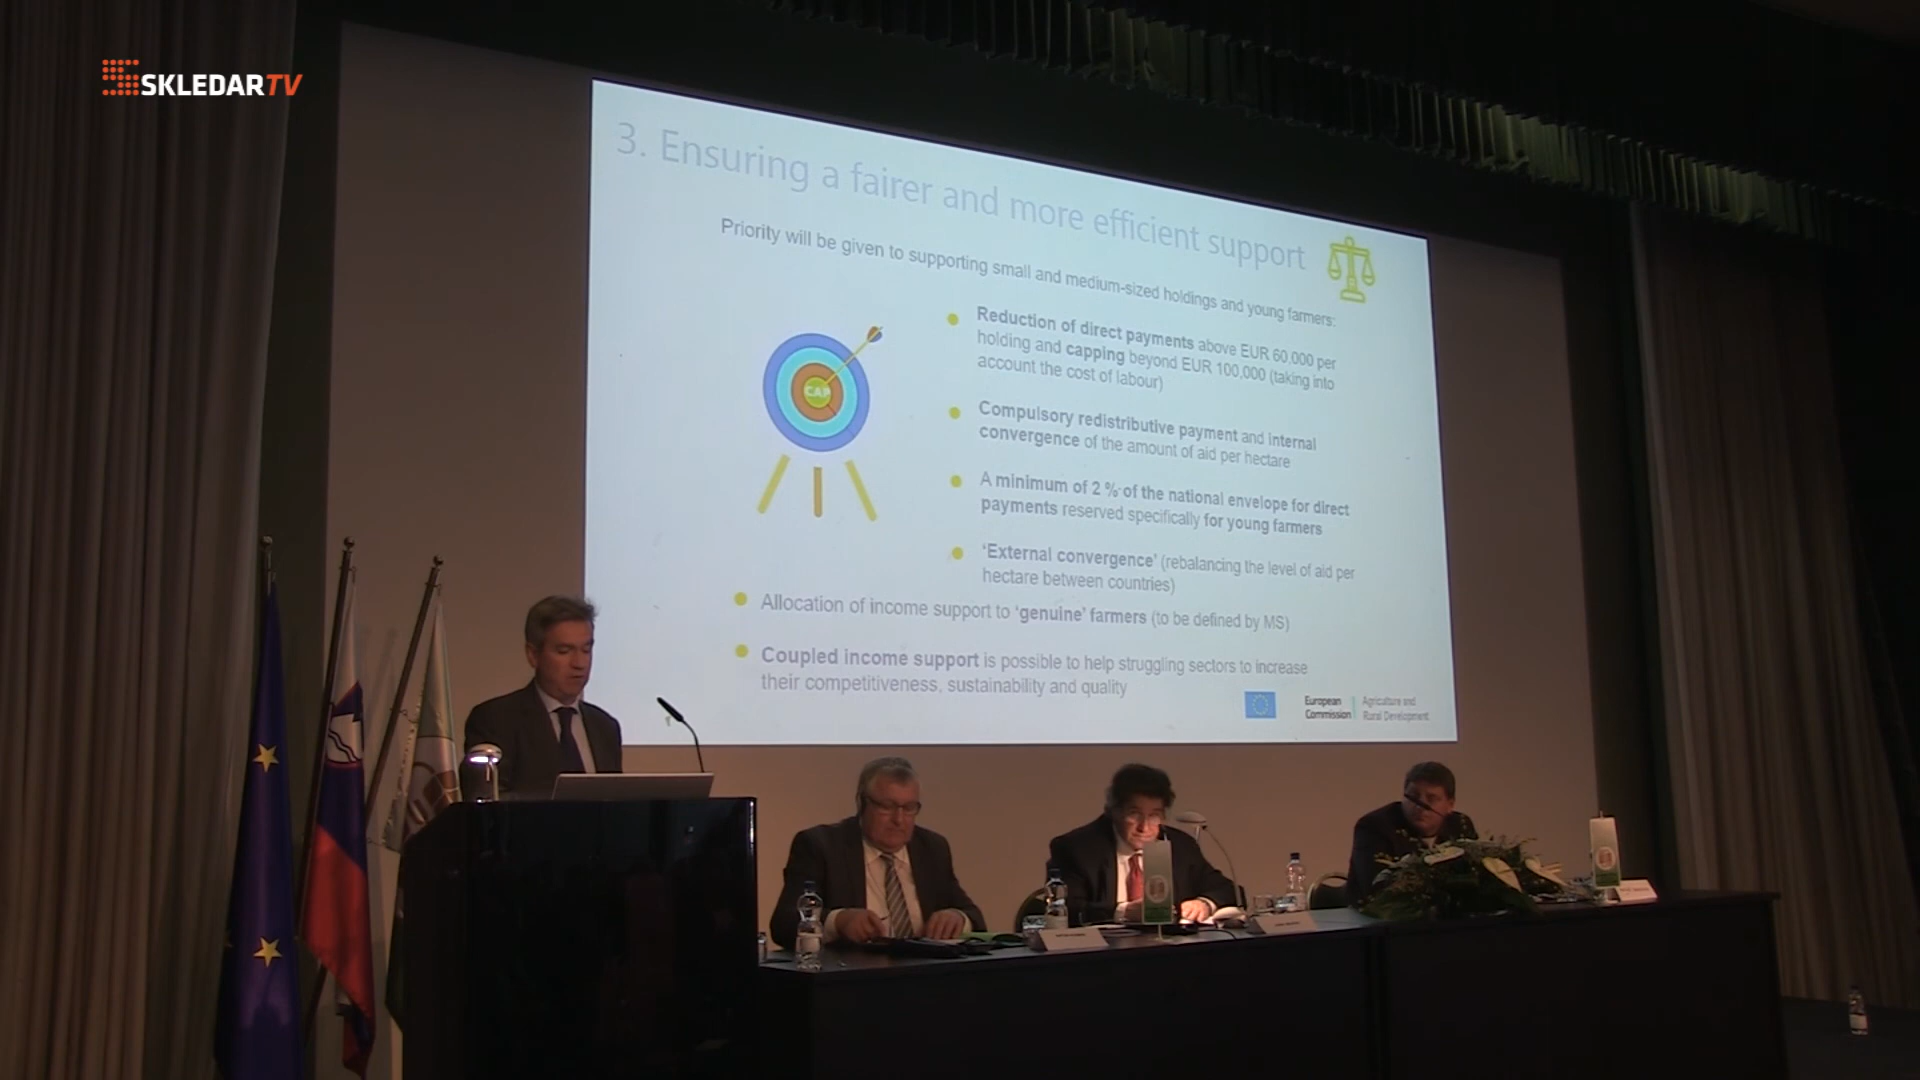 SKLEDARTV
3. Ensuring a fairer and more efficient support
Priority will be given to supporting small and medium-sized holdings and young farmers:
Reduction of direct payments above EUR 60,000 per
holding and capping beyond EUR 100,000 (taking into
account the cost of labour)
CAP
Compulsory redistributive payment and internal
convergence of the amount of aid per hectare
A minimum of 2 % of the national envelope for direct
payments reserved specifically for young farmers
‘External convergence’ (rebalancing the level of aid per
hectare between countries)
Allocation of income support to ‘genuine’ farmers (to be defined by MS)
Coupled income support is possible to help struggling sectors to increase
their competitiveness, sustainability and quality
European
Commission
Agriculture and
Rural Development